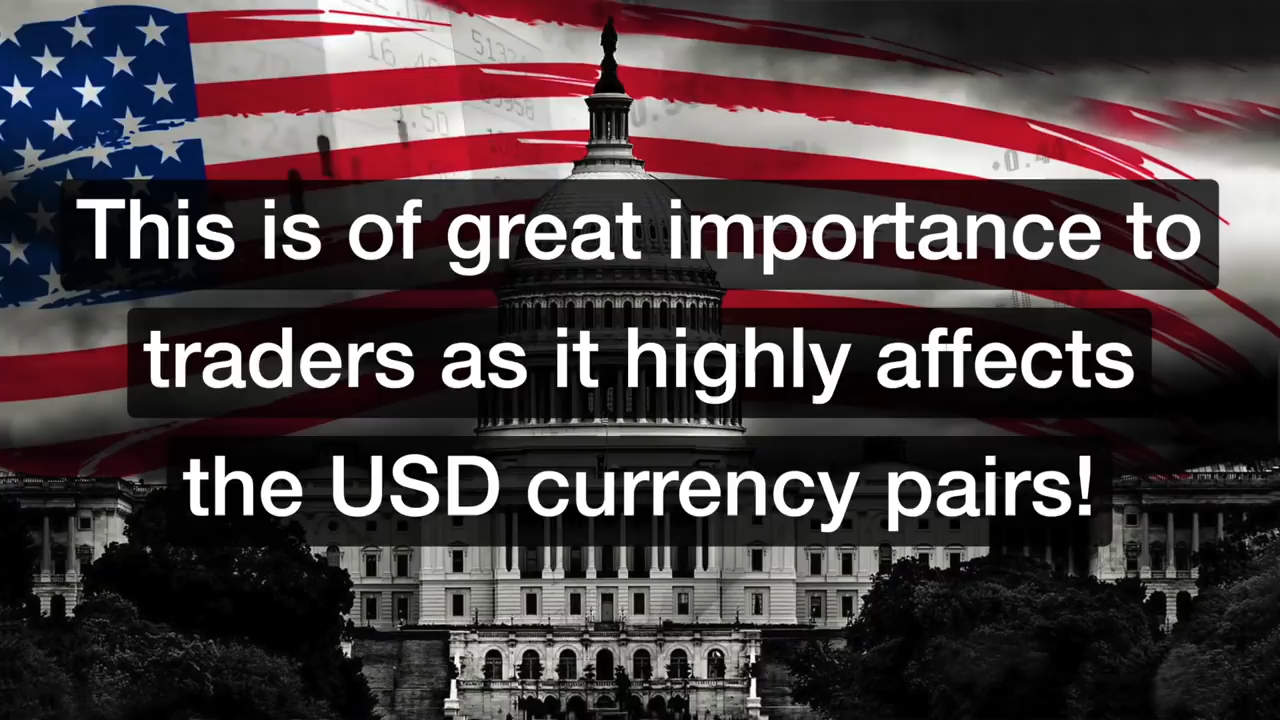 This is of great importance to
traders as it highly affects
the USD currency pairs!